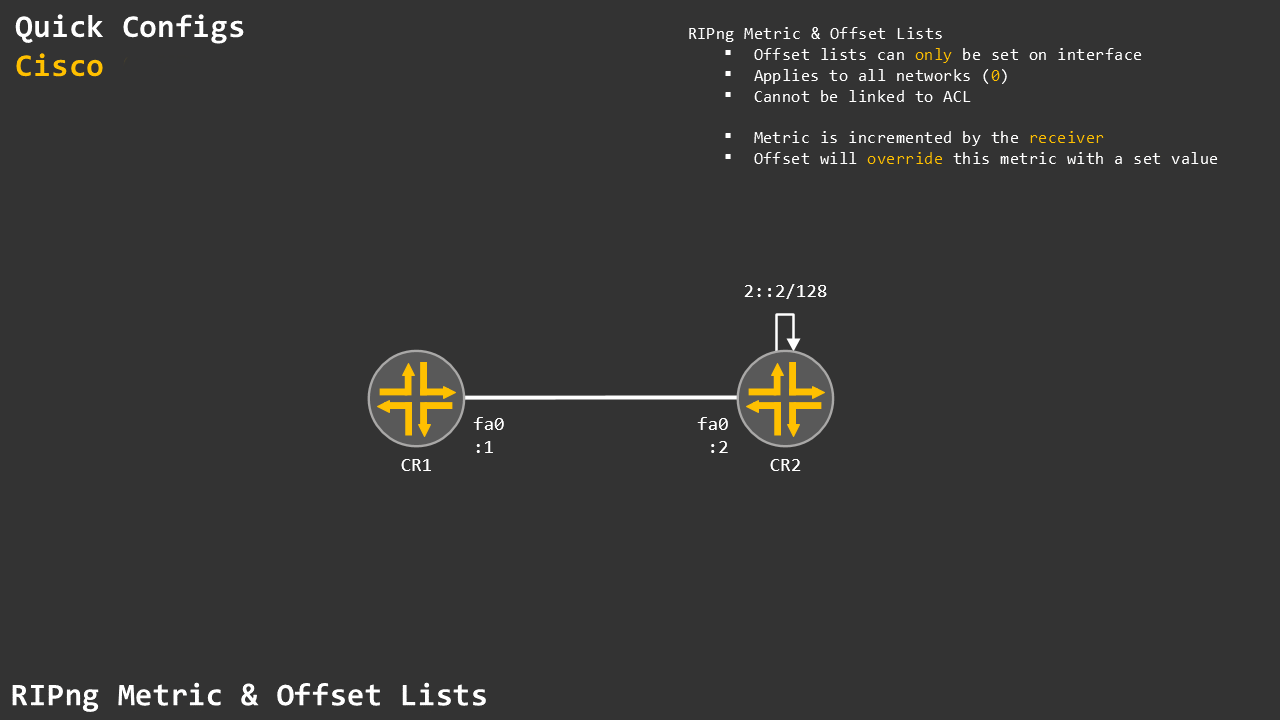 Quick Configs
Cisco
RIPng Metric & Offset Lists
▪ Offset lists can only be set on interface
▪ Applies to all networks (0)
▪ Cannot be linked to ACL
▪ Metric is incremented by the receiver
▪ Offset will override this metric with a set value
2::2/128
fa0
:1
fa0
:2
CR1
CR2
RIPng Metric & Offset Lists